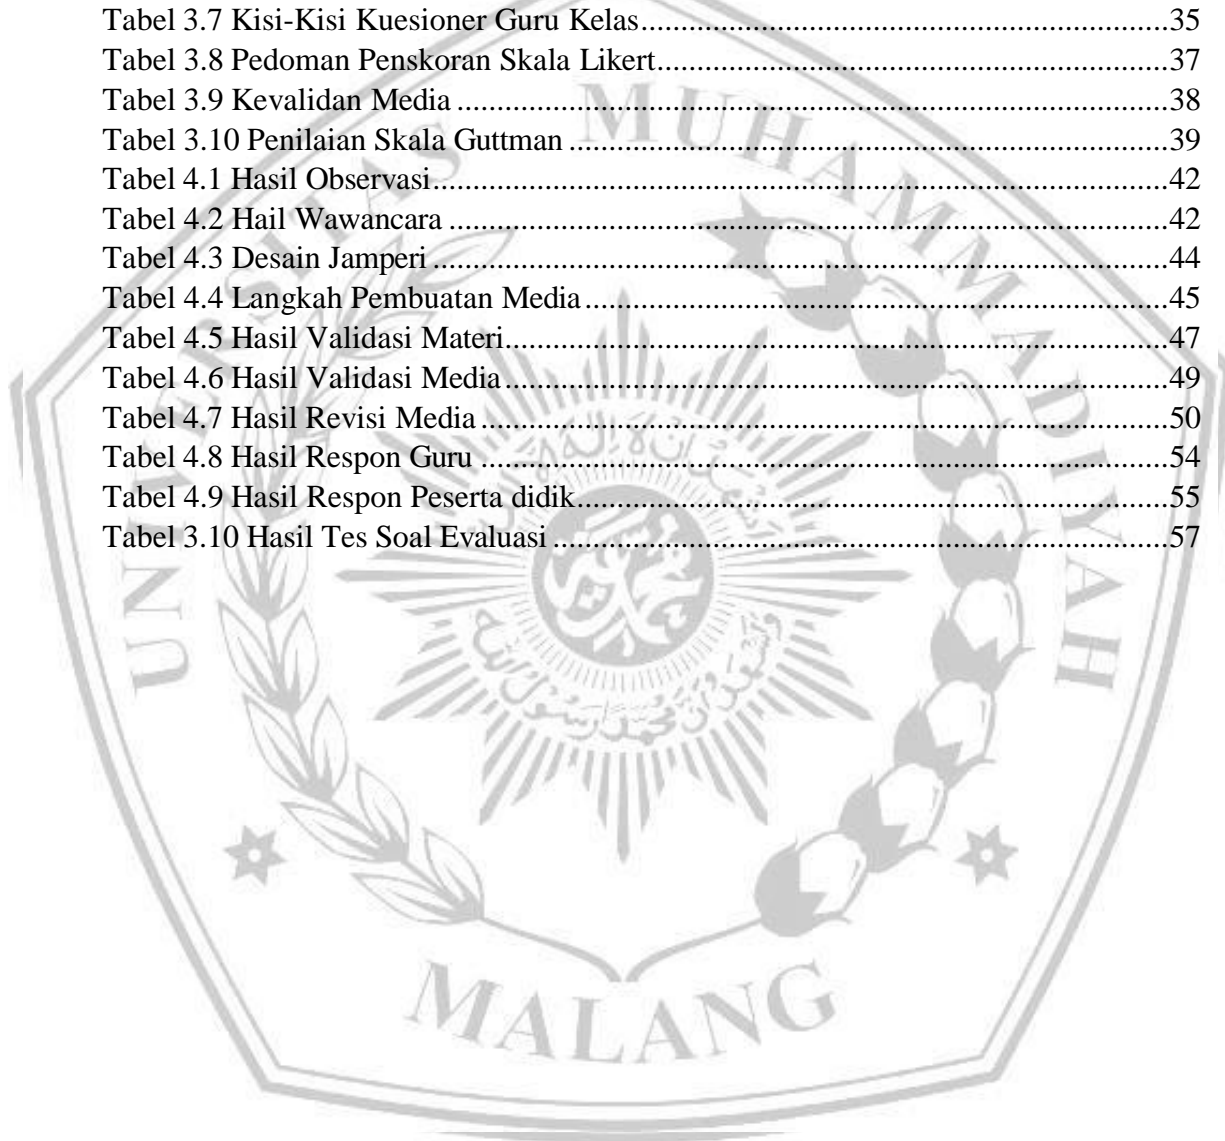 Tabel 3.7 Kisi-Kisi Kuesioner Guru Kelas....................................................................35
Tabel 3.8 Pedoman Penskoran Skala Likert.................................................................37
Tabel 3.9 Kevalidan Media ..........................................................................................38
Tabel 3.10 Penilaian Skala Guttman ............................................................................39
Tabel 4.1 Hasil Observasi.............................................................................................42
Tabel 4.2 Hail Wawancara ...........................................................................................42
Tabel 4.3 Desain Jamperi .............................................................................................44
Tabel 4.4 Langkah Pembuatan Media ..........................................................................45
Tabel 4.5 Hasil Validasi Materi....................................................................................47
Tabel 4.6 Hasil Validasi Media ....................................................................................49
Tabel 4.7 Hasil Revisi Media .......................................................................................50
Tabel 4.8 Hasil Respon Guru .......................................................................................54
Tabel 4.9 Hasil Respon Peserta didik...........................................................................55
Tabel 3.10 Hasil Tes Soal Evaluasi ..............................................................................57
UNIVERSITAS MUHAMMADIYAH
MALANG